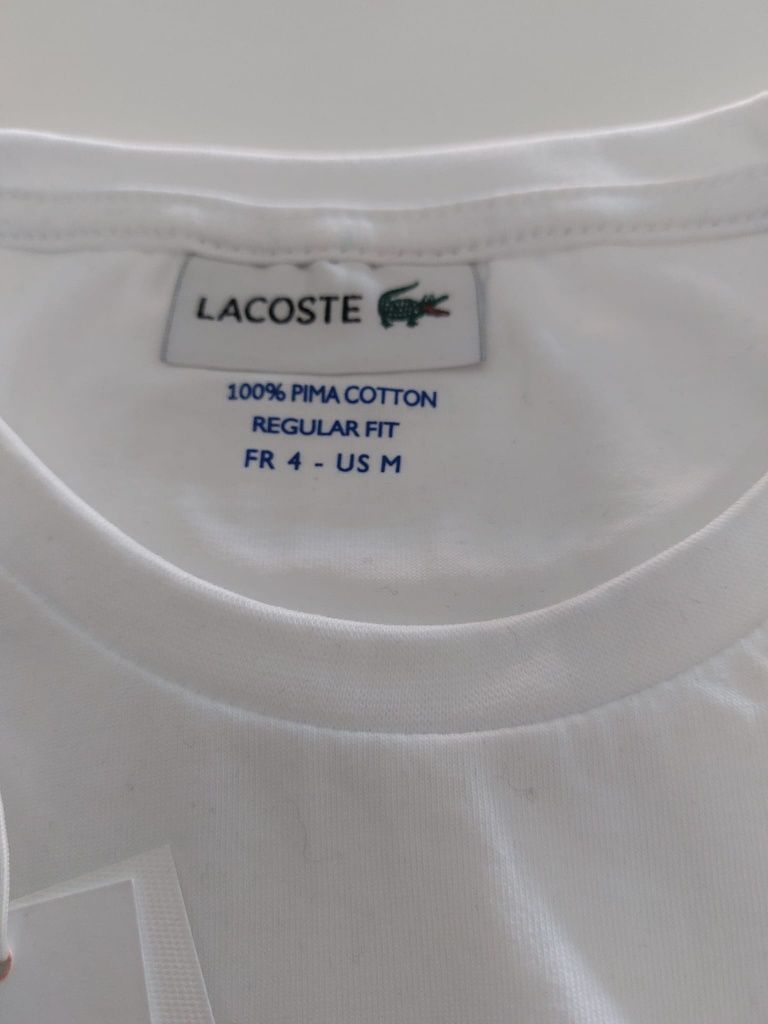 LACOSTE
100% PIMA COTTON
REGULAR FIT
FR 4 - US M